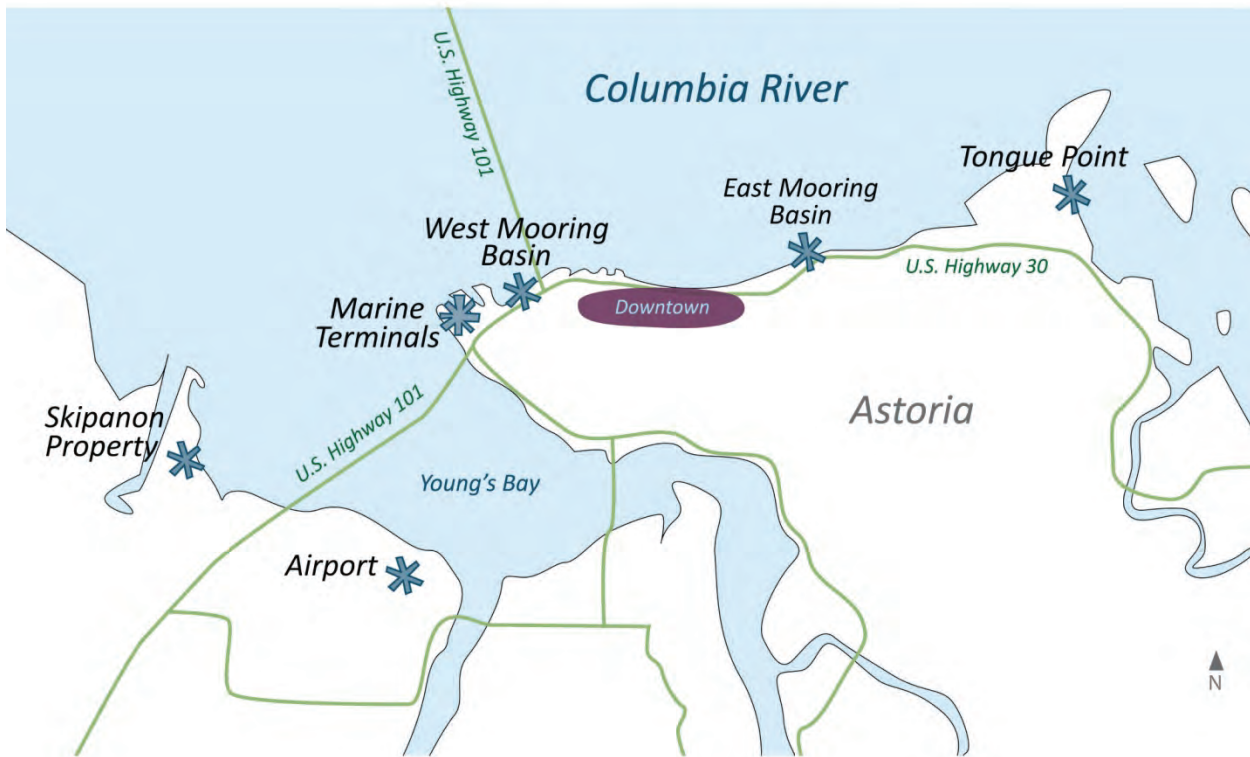 U.S. Highway 101
Columbia River
Tongue Point
East Mooring
Basin
West Mooring
Basin
U.S. Highway 30
Marine
Terminals
Downtown
Skipanon
Property
Astoria
U.S. Highway 101
Young's Bay
Airport
N